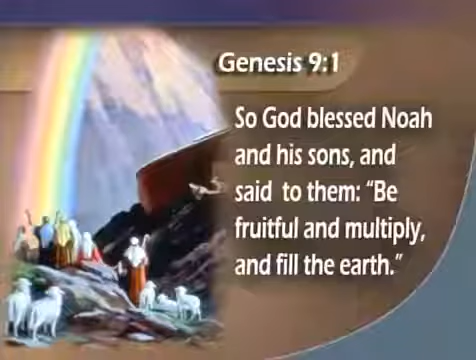 Genesis 9:1
So God blessed Noah
and his sons, and
said to them: “Be
fruitful and multiply,
and fill the earth.”